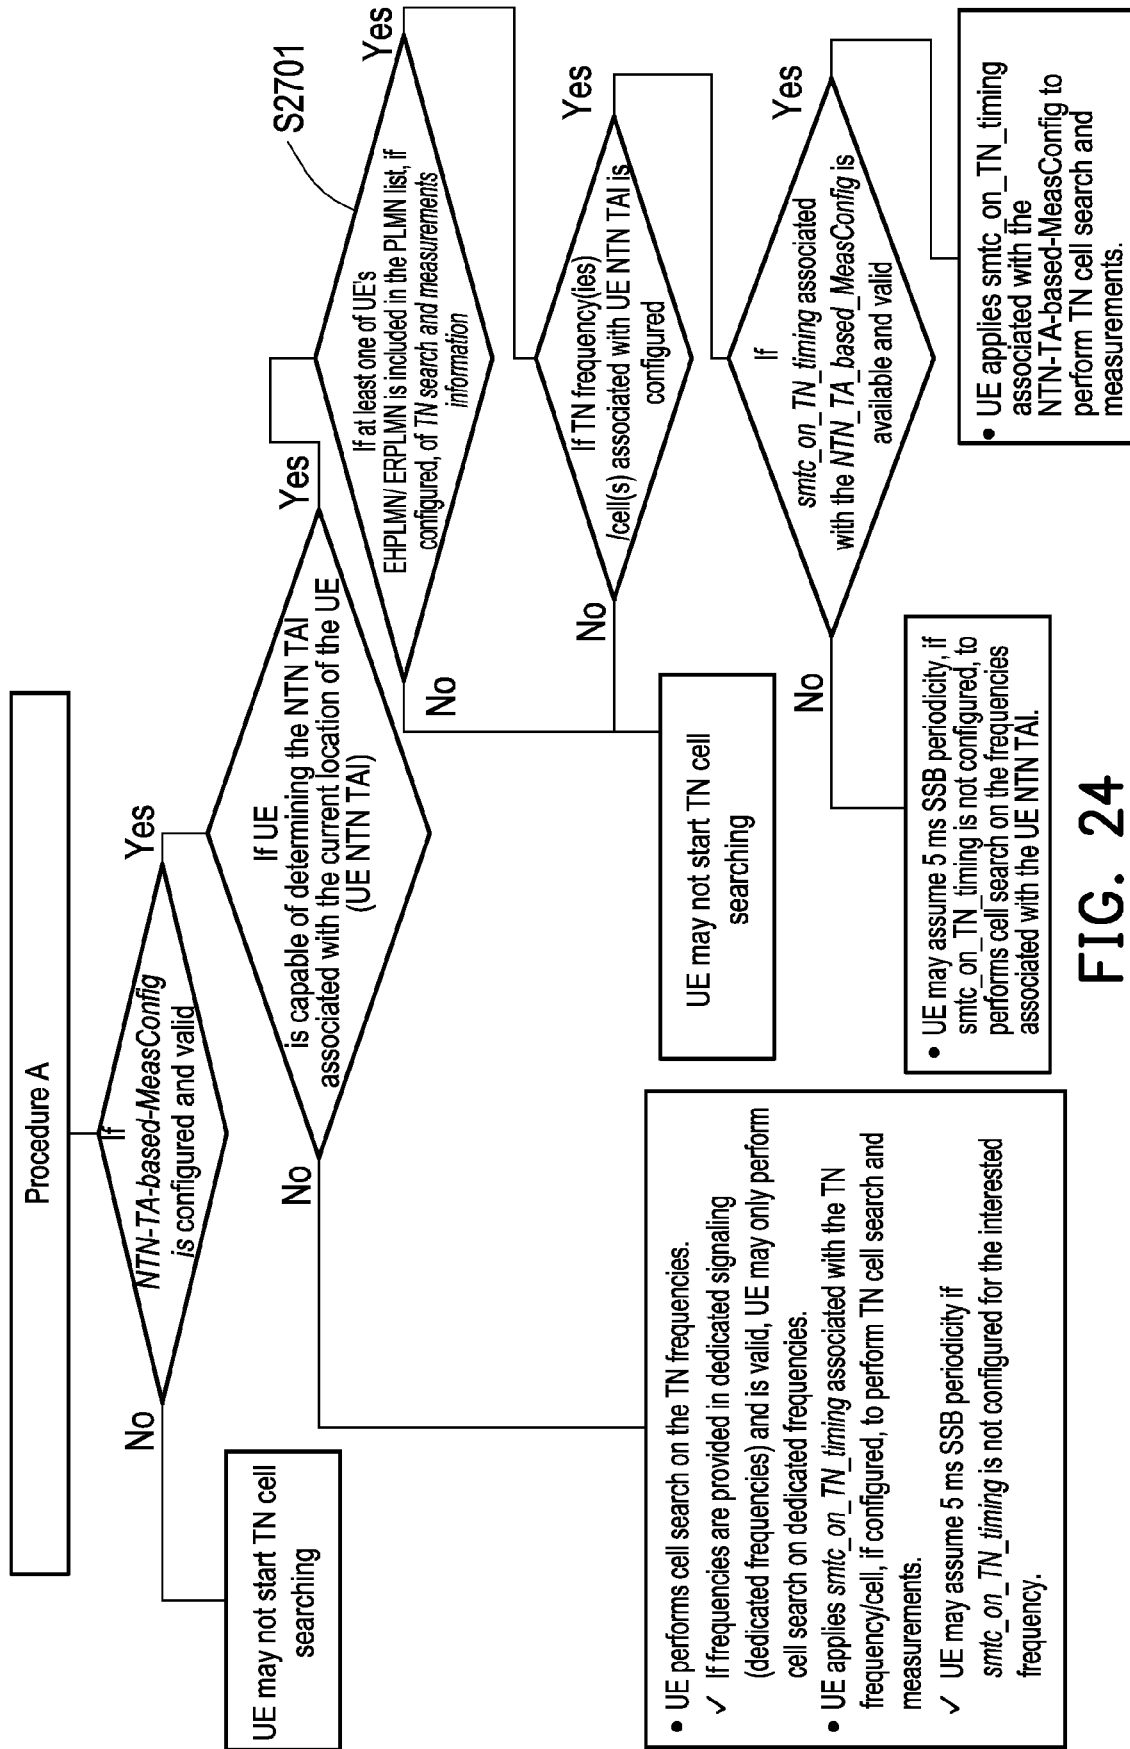 Procedure A
If
NTN-TA-based-MeasConfig
is configured and valid
No
Yes
UE may not start TN cell
searching
If UE
is capable of determining the NTN TAI
associated with the current location of the UE
(UE NTN TAI)
No
Yes
• UE performs cell search on the TN frequencies.
✓ If frequencies are provided in dedicated signaling
(dedicated frequencies) and is valid, UE may only perform
cell search on dedicated frequencies.
• UE applies smtc_on_TN_timing associated with the TN
frequency/cell, if configured, to perform TN cell search and
measurements.
✓ UE may assume 5 ms SSB periodicity if
smtc_on_TN_timing is not configured for the interested
frequency.
S2701
If at least one of UE's
EHPLMN/ ERPLMN is included in the PLMN list, if
configured, of TN search and measurements
information
No
Yes
If TN frequency(ies)
/cell(s) associated with UE NTN TAI is
configured
No
Yes
UE may not start TN cell
searching
If
smtc_on_TN_timing associated
with the NTN_TA_based_MeasConfig is
available and valid
No
Yes
• UE may assume 5 ms SSB periodicity, if
smtc_on_TN_timing is not configured, to
performs cell search on the frequencies
associated with the UE NTN TAI.
• UE applies smtc_on_TN_timing
associated with the
NTN-TA-based-MeasConfig to
perform TN cell search and
measurements.
FIG. 24